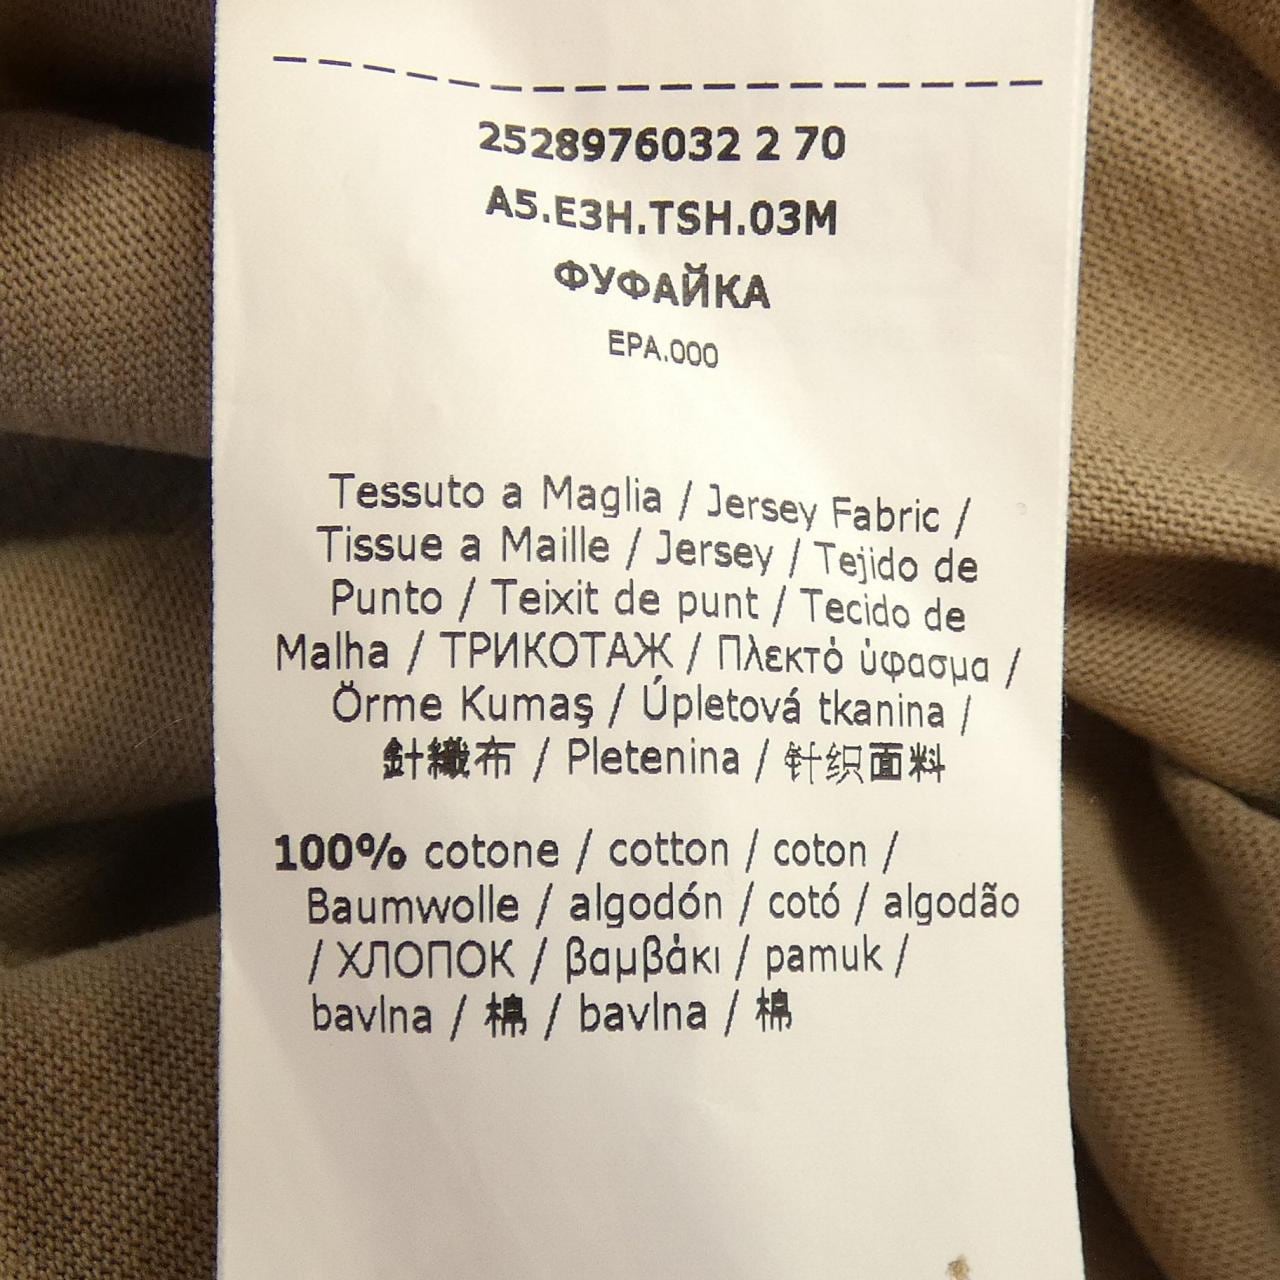 2528976032 2 70
A5.E3H.TSH.03M
ФУФАЙКА
EPA.000
Tessuto a Maglia / Jersey Fabric /
Tissue a Maille / Jersey / Tejido de
Punto / Teixit de punt / Tecido de
Malha / ТРИКОТАЖ / Πλεκτό ύφασμα /
Örme Kumaş / Úpletová tkanina /
針織布 / Pletenina / 针织面料
100% cotone / cotton / coton /
Baumwolle / algodón / cotó / algodão
/ ХЛОПОК / βαμβάκι / pamuk /
bavlna / 棉 / bavlna / 棉